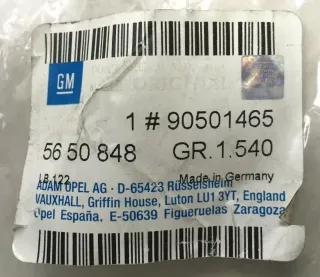 GM
1 # 90501465
56 50 848 GR.1.540
LB 122 Made in Germany
ADAM OPEL AG · D-65423 Rüsselsheim
VAUXHALL, Griffin House, Luton LU1 3YT, England
Opel España. E-50639 Figueruelas Zaragoza